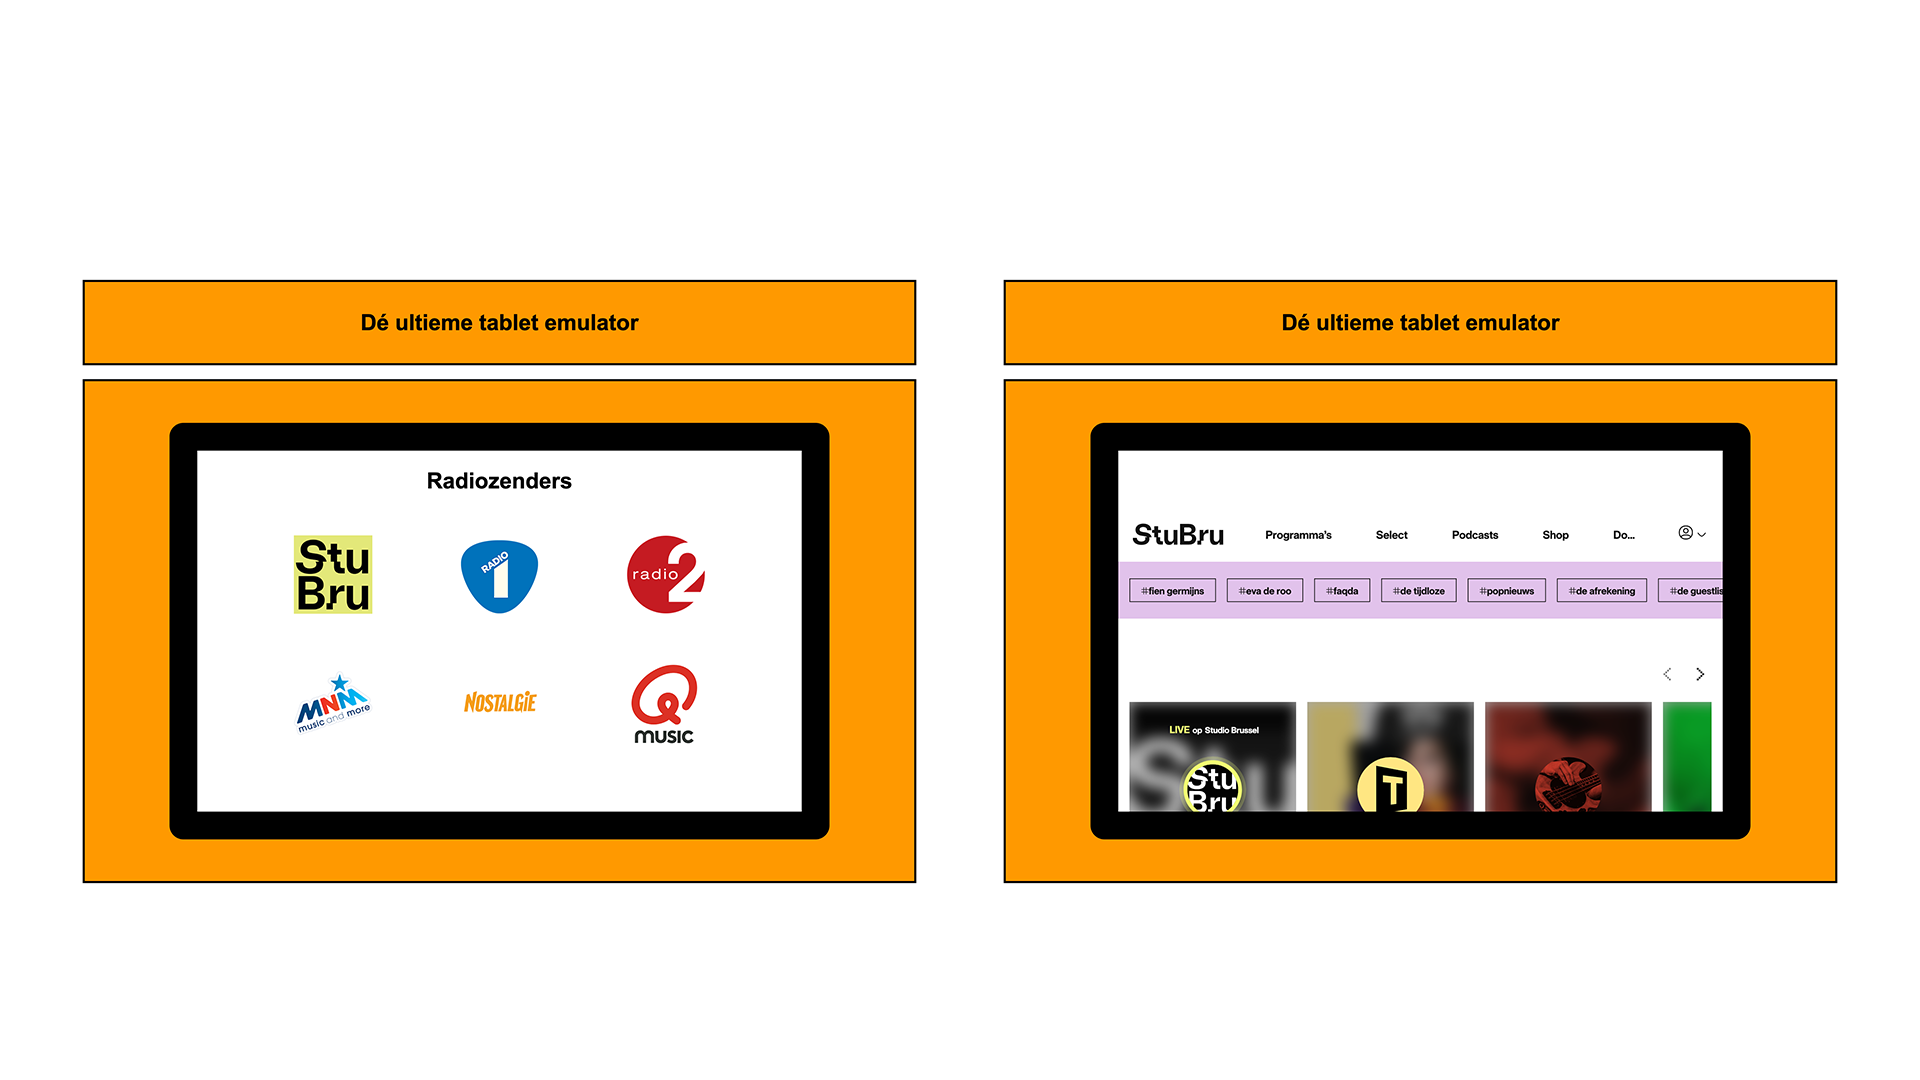 Dé ultieme tablet emulator
Radiozenders
Stu
Bru
RADIO
1
radio 2
MNM
music and more
NOSTALGiE
Q
MUSIC
Dé ultieme tablet emulator
StuBru
Programma's
Select
Podcasts
Shop
Do...
#fien germijns
#eva de roo
#faqda
#de tijdloze
#popnieuws
#de afrekening
#de guestlis
LIVE op Studio Brussel
Stu
Stu
Bru
T